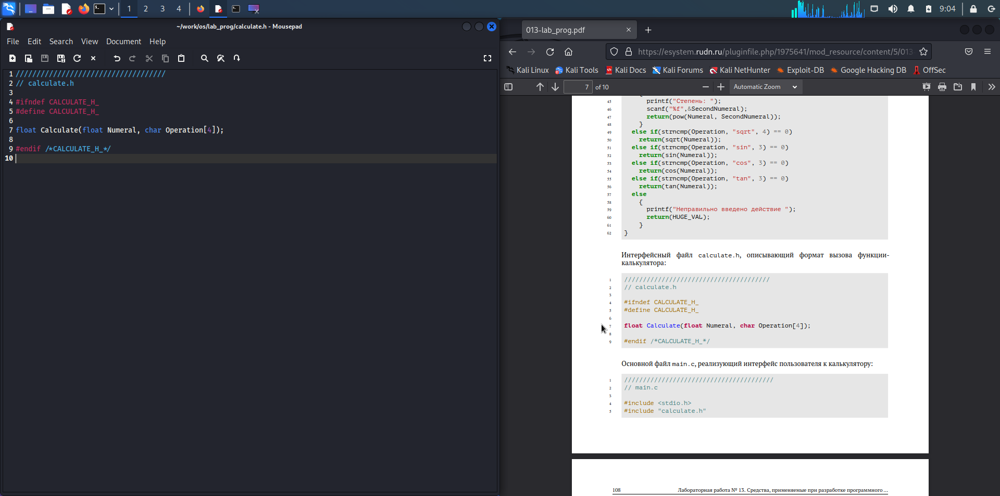 1 2 3 4
9:04
~/work/os/lab_prog/calculate.h - Mousepad
File Edit Search View Document Help
1 ////////////////////////////////////
2 // calculate.h
3
4 #ifndef CALCULATE_H_
5 #define CALCULATE_H_
6
7 float Calculate(float Numeral, char Operation[4]);
8
9 #endif /*CALCULATE_H_*/
10
013-lab_prog.pdf
https://esystem.rudn.ru/pluginfile.php/1975641/mod_resource/content/5/013-
Kali Linux Kali Tools Kali Docs Kali Forums Kali NetHunter Exploit-DB Google Hacking DB OffSec
7 of 10 Automatic Zoom
{
45 printf("Степень: ");
46 scanf("%f",&SecondNumeral);
47 return(pow(Numeral, SecondNumeral));
48 }
49 else if(strncmp(Operation, "sqrt", 4) == 0)
50 return(sqrt(Numeral));
51 else if(strncmp(Operation, "sin", 3) == 0)
52 return(sin(Numeral));
53 else if(strncmp(Operation, "cos", 3) == 0)
54 return(cos(Numeral));
55 else if(strncmp(Operation, "tan", 3) == 0)
56 return(tan(Numeral));
57 else
58 {
59 printf("Неправильно введено действие ");
60 return(HUGE_VAL);
61 }
62 }
Интерфейсный файл calculate.h, описывающий формат вызова функции-
калькулятора:
1 ///////////////////////////////////////
2 // calculate.h
3
4 #ifndef CALCULATE_H_
5 #define CALCULATE_H_
6
7 float Calculate(float Numeral, char Operation[4]);
8
9 #endif /*CALCULATE_H_*/
Основной файл main.c, реализующий интерфейс пользователя к калькулятору:
1 ////////////////////////////////////////
2 // main.c
3
4 #include <stdio.h>
5 #include "calculate.h"
108 Лабораторная работа № 13. Средства, применяемые при разработке программного ...